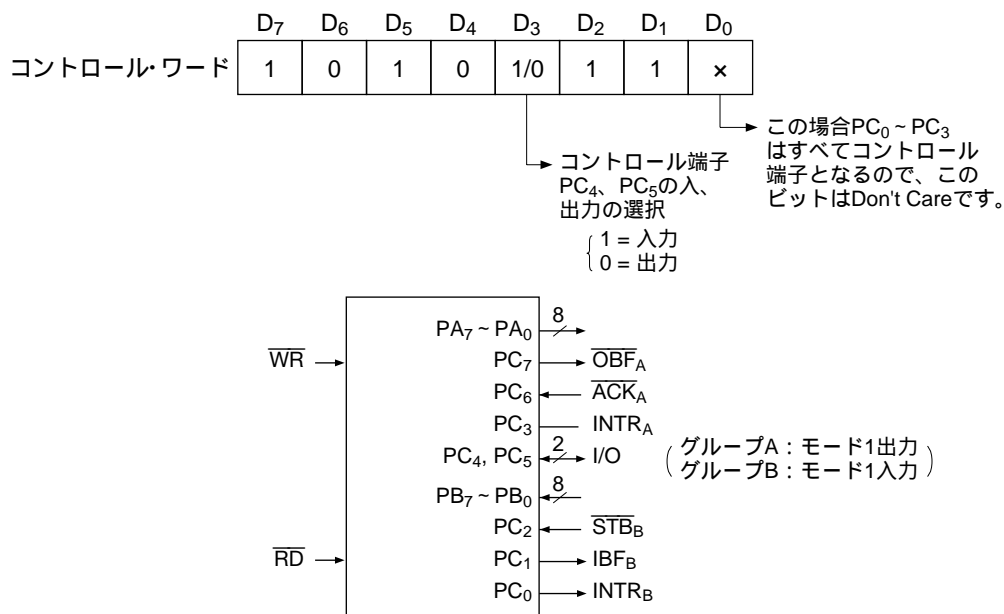 D7 D6 D5 D4 D3 D2 D1 D0
コントロール・ワード 1 0 1 0 1/0 1 1 ×
この場合PC0 ~ PC3
はすべてコントロール
端子となるので、この
ビットはDon't Careです。
コントロール端子
PC4、PC5の入、
出力の選択
1 = 入力
0 = 出力
PA7 ~ PA0 8
WR PC7 OBFA
PC6 ACKA
PC3 INTRA
PC4, PC5 2 I/O
グループA : モード1出力
グループB : モード1入力
PB7 ~ PB0 8
PC2 STBB
RD PC1 IBFB
PC0 INTRB